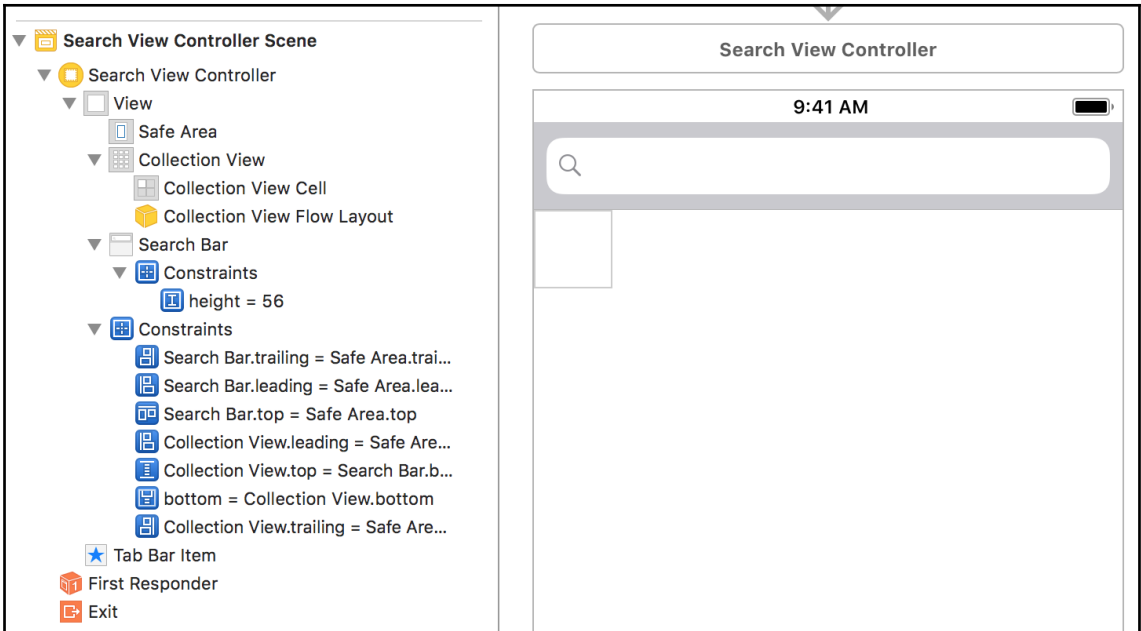 Search View Controller Scene
Search View Controller
View
Safe Area
Collection View
Collection View Cell
Collection View Flow Layout
Search Bar
Constraints
height = 56
Constraints
Search Bar.trailing = Safe Area.trai...
Search Bar.leading = Safe Area.lea...
Search Bar.top = Safe Area.top
Collection View.leading = Safe Are...
Collection View.top = Search Bar.b...
bottom = Collection View.bottom
Collection View.trailing = Safe Are...
Tab Bar Item
First Responder
Exit
Search View Controller
9:41 AM